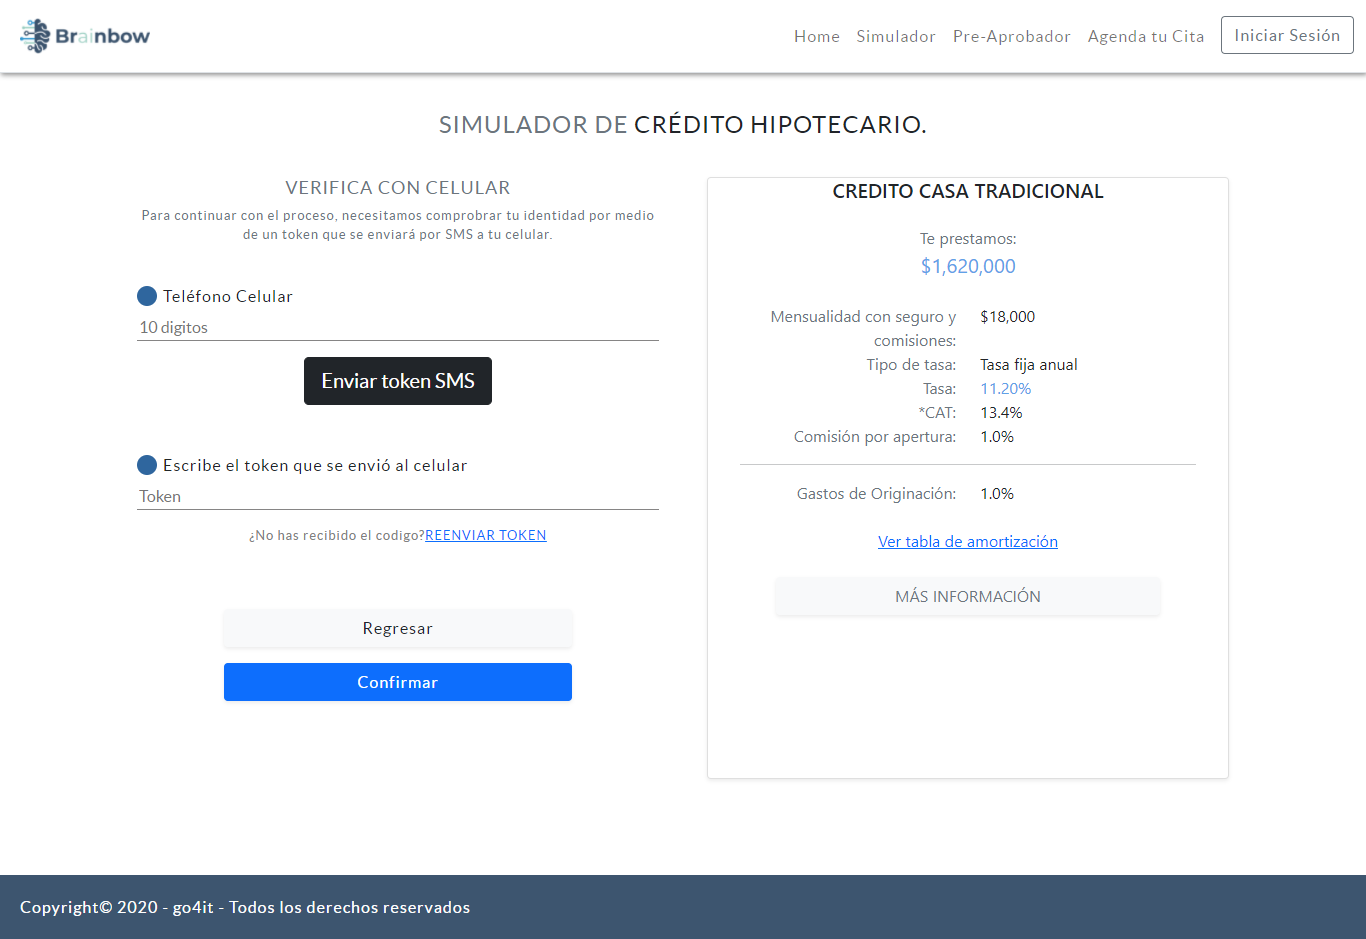 Brainbow
Home
Simulador
Pre-Aprobador
Agenda tu Cita
Iniciar Sesión
SIMULADOR DE CRÉDITO HIPOTECARIO.
VERIFICA CON CELULAR
Para continuar con el proceso, necesitamos comprobrar tu identidad por medio
de un token que se enviará por SMS a tu celular.
Teléfono Celular
10 digitos
Enviar token SMS
Escribe el token que se envió al celular
Token
¿No has recibido el codigo?REENVIAR TOKEN
Regresar
Confirmar
CREDITO CASA TRADICIONAL
Te prestamos:
$1,620,000
Mensualidad con seguro y $18,000
comisiones:
Tipo de tasa: Tasa fija anual
Tasa: 11.20%
*CAT: 13.4%
Comisión por apertura: 1.0%
Gastos de Originación: 1.0%
Ver tabla de amortización
MÁS INFORMACIÓN
Copyright© 2020 - go4it - Todos los derechos reservados